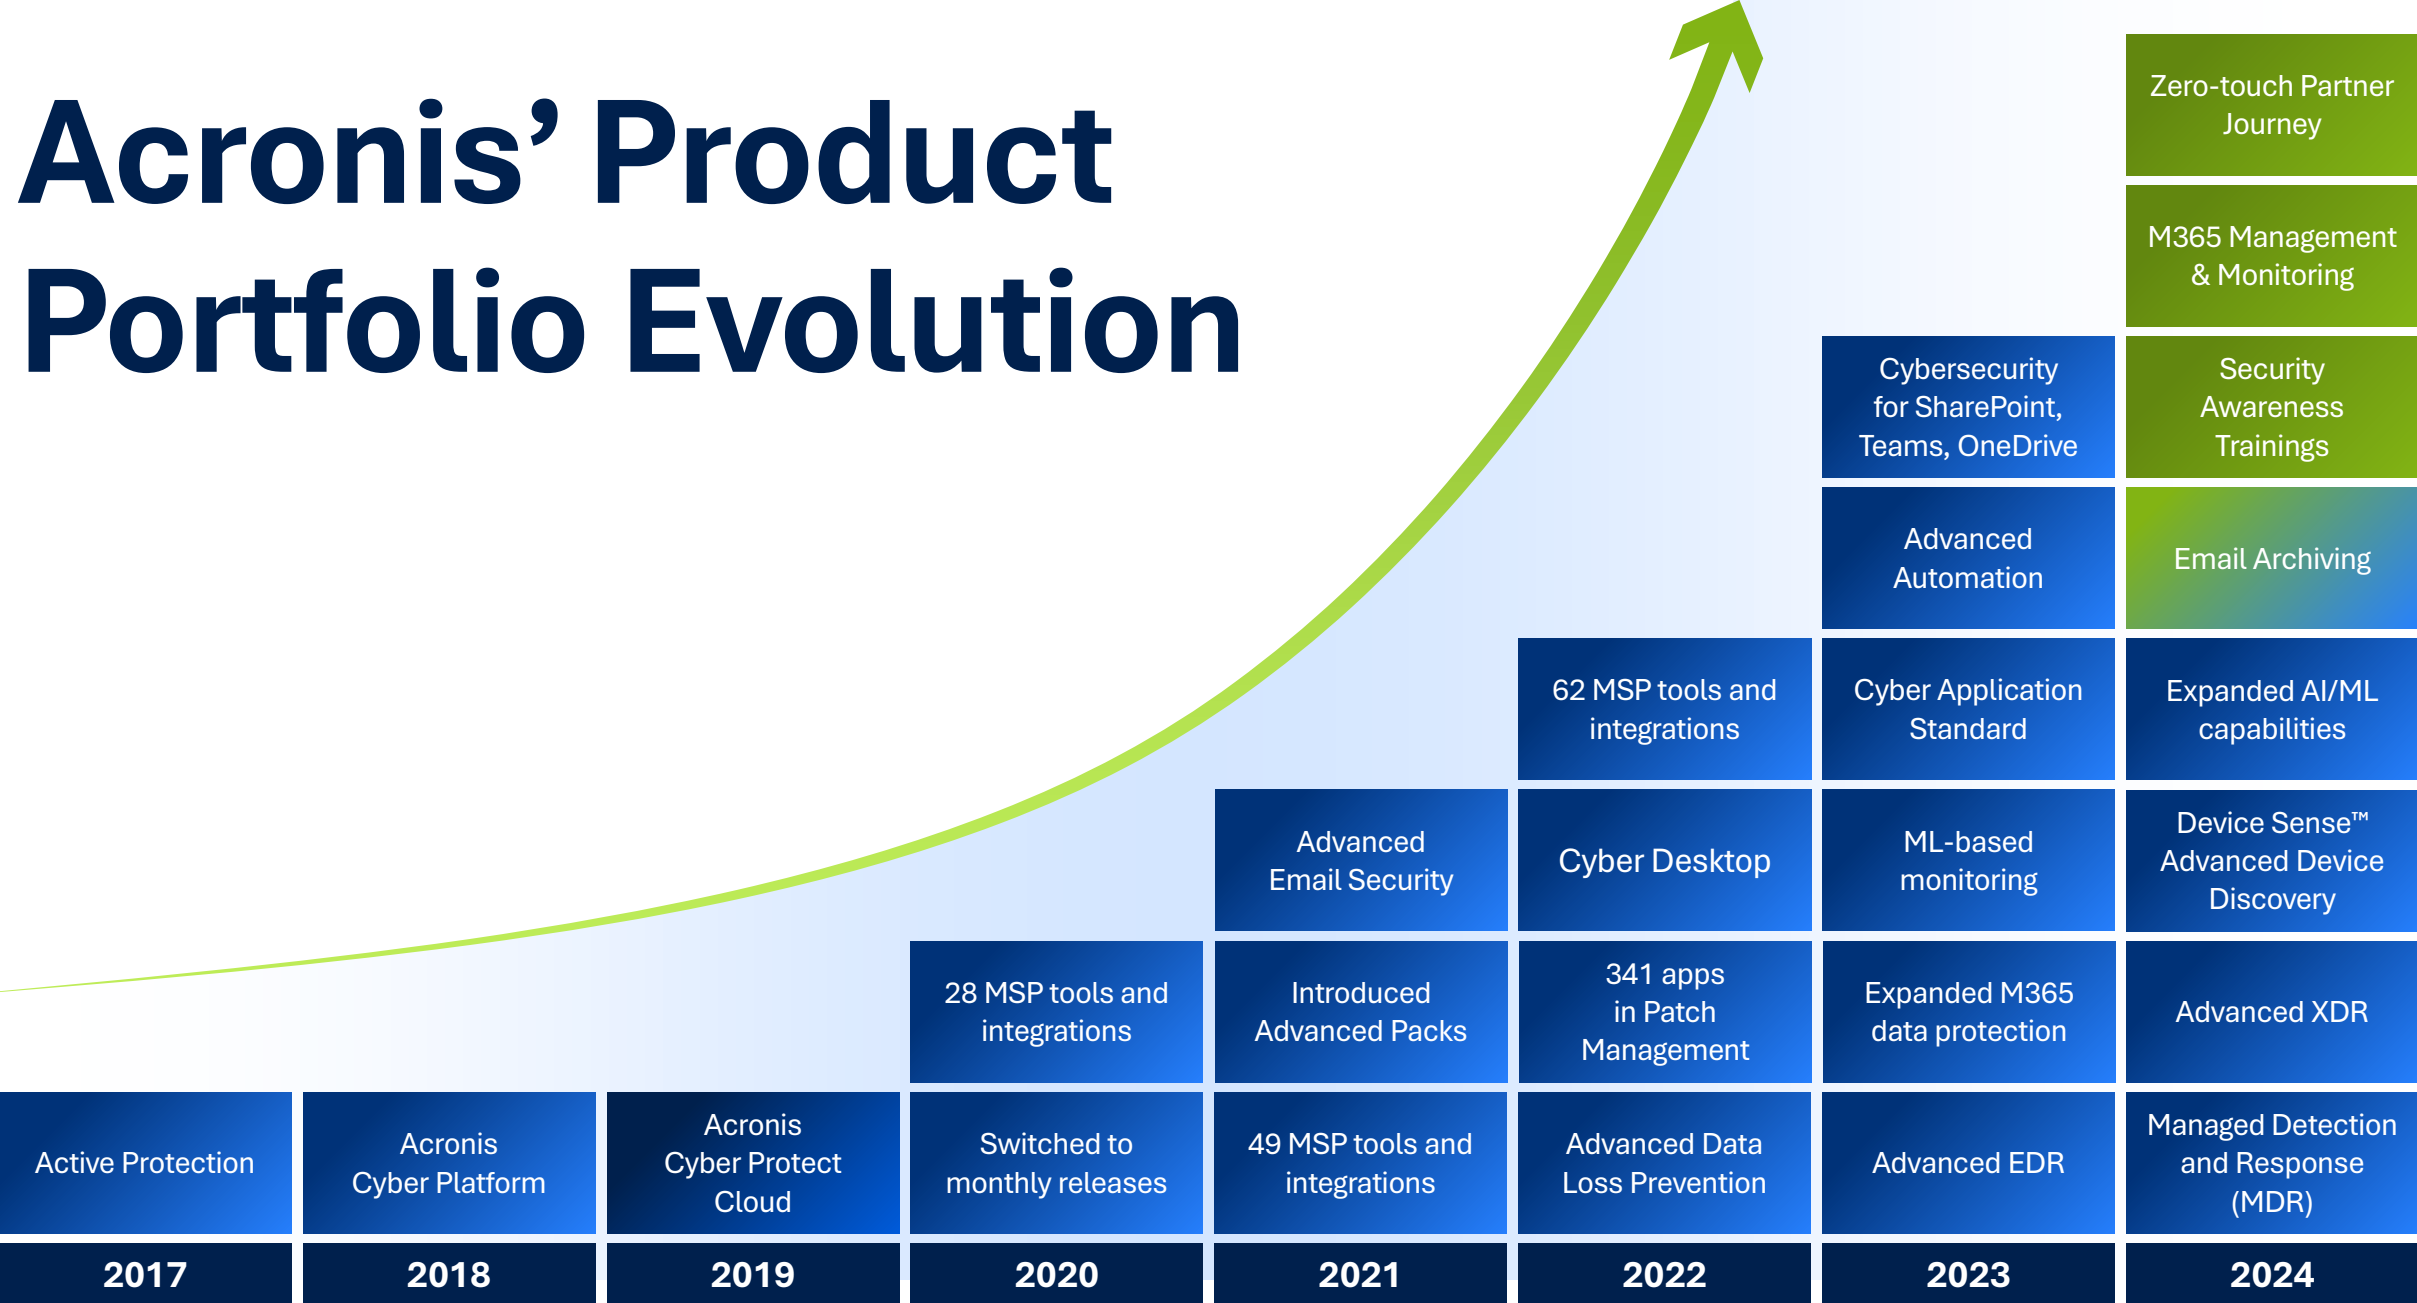 Acronis’ Product
Portfolio Evolution
Active Protection
2017
Acronis
Cyber Platform
2018
Acronis
Cyber Protect
Cloud
2019
28 MSP tools and
integrations
Switched to
monthly releases
2020
Advanced
Email Security
Introduced
Advanced Packs
49 MSP tools and
integrations
2021
62 MSP tools and
integrations
Cyber Desktop
341 apps
in Patch
Management
Advanced Data
Loss Prevention
2022
Cybersecurity
for SharePoint,
Teams, OneDrive
Advanced
Automation
Cyber Application
Standard
ML-based
monitoring
Expanded M365
data protection
Advanced EDR
2023
Zero-touch Partner
Journey
M365 Management
& Monitoring
Security
Awareness
Trainings
Email Archiving
Expanded AI/ML
capabilities
Device Sense™
Advanced Device
Discovery
Advanced XDR
Managed Detection
and Response
(MDR)
2024